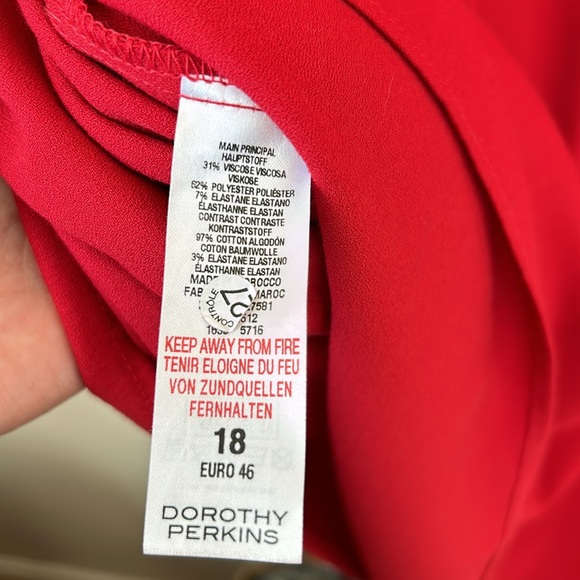 MAIN PRINCIPAL
HAUPTSTOFF
31% VISCOSE VISCOSA
VISKOSE
62% POLYESTER POLIÉSTER
7% ELASTANE ELASTANO
ÉLASTHANNE ELASTAN
CONTRAST CONTRASTE
KONTRASTSTOFF
97% COTTON ALGODÓN
COTON BAUMWOLLE
3% ELASTANE ELASTANO
ÉLASTHANNE ELASTAN
CONTRÔLE
KEEP AWAY FROM FIRE
TENIR ELOIGNE DU FEU
VON ZUNDQUELLEN
FERNHALTEN
18
EURO 46
DOROTHY
PERKINS